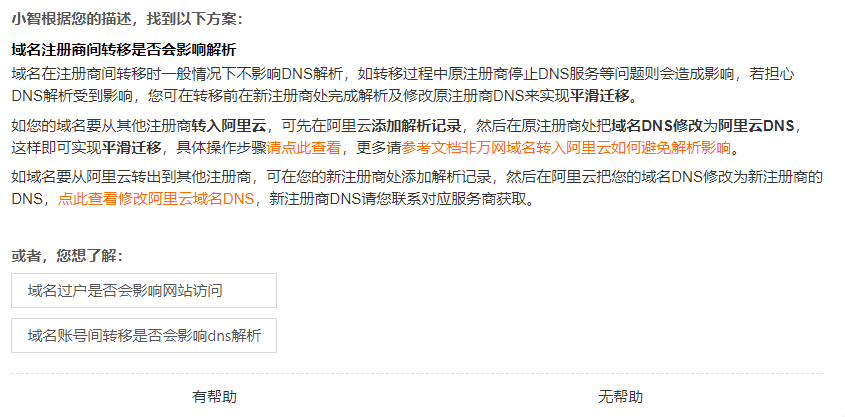 小智根据您的描述，找到以下方案：
域名注册商间转移是否会影响解析
域名在注册商间转移时一般情况下不影响DNS解析，如转移过程中原注册商停止DNS服务等问题则会造成影响，若担心
DNS解析受到影响，您可在转移前在新注册商处完成解析及修改原注册商DNS来实现平滑迁移。
如您的域名要从其他注册商转入阿里云，可先在阿里云添加解析记录，然后在原注册商处把域名DNS修改为阿里云DNS，
这样即可实现平滑迁移，具体操作步骤请点此查看，更多请参考文档非万网域名转入阿里云如何避免解析影响。
如域名要从阿里云转出到其他注册商，可在您的新注册商处添加解析记录，然后在阿里云把您的域名DNS修改为新注册商的
DNS，点此查看修改阿里云域名DNS，新注册商DNS请您联系对应服务商获取。
或者，您想了解：
域名过户是否会影响网站访问
域名账号间转移是否会影响dns解析
有帮助
无帮助